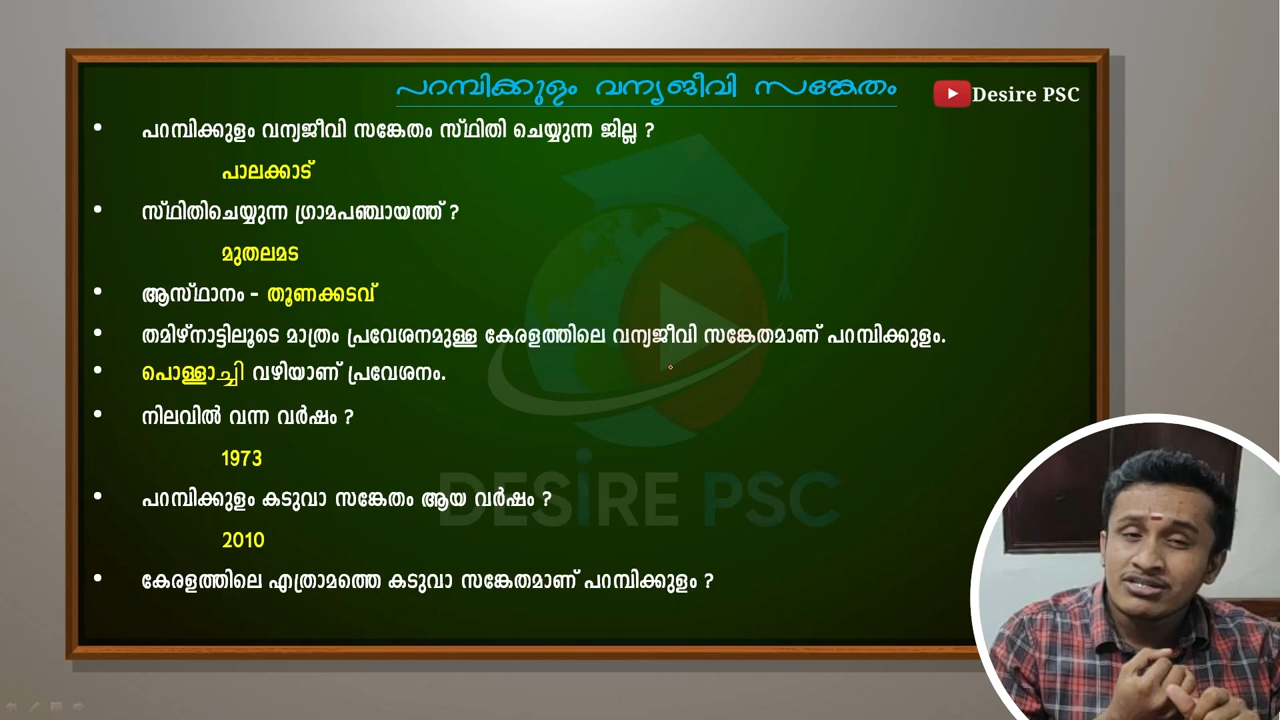 പറമ്പിക്കുളം വന്യജീവി സങ്കേതം
Desire PSC
• പറമ്പിക്കുളം വന്യജീവി സങ്കേതം സ്ഥിതി ചെയ്യുന്ന ജില്ല ?
പാലക്കാട്
• സ്ഥിതിചെയ്യുന്ന ഗ്രാമപഞ്ചായത്ത് ?
മുതലമട
• ആസ്ഥാനം - തൂണക്കടവ്
• തമിഴ്നാട്ടിലൂടെ മാത്രം പ്രവേശനമുള്ള കേരളത്തിലെ വന്യജീവി സങ്കേതമാണ് പറമ്പിക്കുളം.
• പൊള്ളാച്ചി വഴിയാണ് പ്രവേശനം.
• നിലവിൽ വന്ന വർഷം ?
1973
• പറമ്പിക്കുളം കടുവാ സങ്കേതം ആയ വർഷം ?
2010
• കേരളത്തിലെ എത്രാമത്തെ കടുവാ സങ്കേതമാണ് പറമ്പിക്കുളം ?
DESiRE PSC